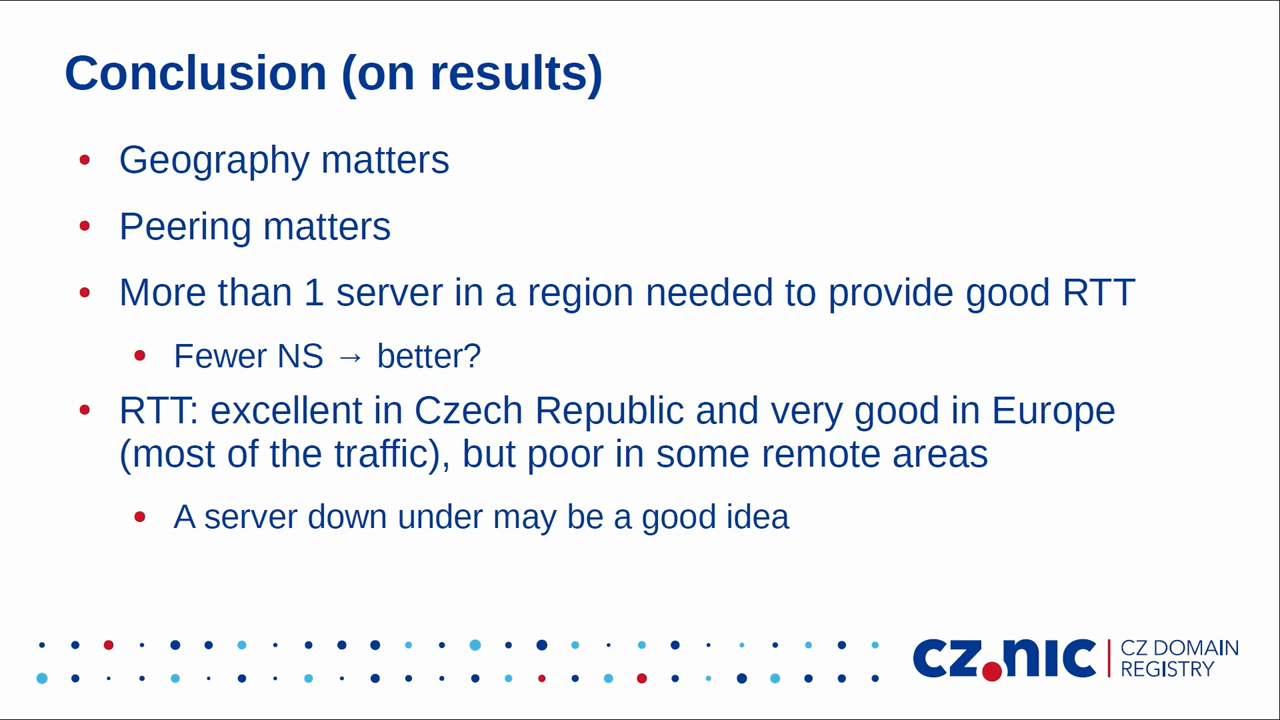 Conclusion (on results)
• Geography matters
• Peering matters
• More than 1 server in a region needed to provide good RTT
• Fewer NS → better?
• RTT: excellent in Czech Republic and very good in Europe
(most of the traffic), but poor in some remote areas
• A server down under may be a good idea
cz.nic | CZ DOMAIN
REGISTRY